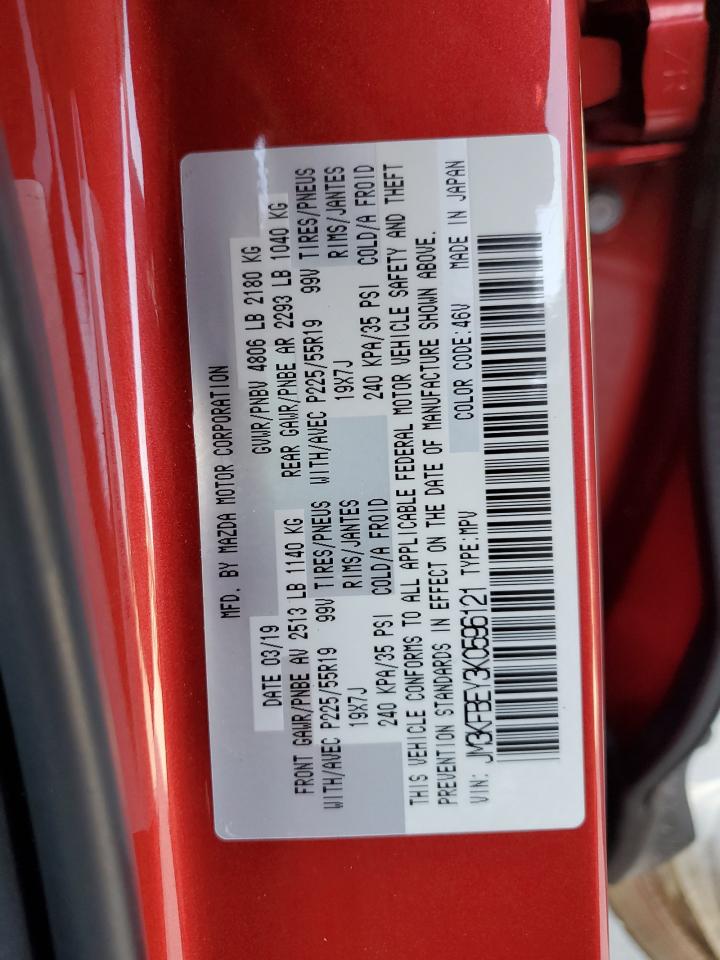 MFD. BY MAZDA MOTOR CORPORATION
DATE 03/19 GVWR/PNBV 4806 LB 2180 KG
FRONT GAWR/PNBE AV 2513 LB 1140 KG REAR GAWR/PNBE AR 2293 LB 1040 KG
WITH/AVEC P225/55R19 99V TIRES/PNEUS WITH/AVEC P225/55R19 99V TIRES/PNEUS
19X7J RIMS/JANTES 19X7J RIMS/JANTES
240 KPA/35 PSI COLD/A FROID 240 KPA/35 PSI COLD/A FROID
THIS VEHICLE CONFORMS TO ALL APPLICABLE FEDERAL MOTOR VEHICLE SAFETY AND THEFT
PREVENTION STANDARDS IN EFFECT ON THE DATE OF MANUFACTURE SHOWN ABOVE.
VIN: JM3KFBEY3K0596121 TYPE:MPV COLOR CODE:46V MADE IN JAPAN